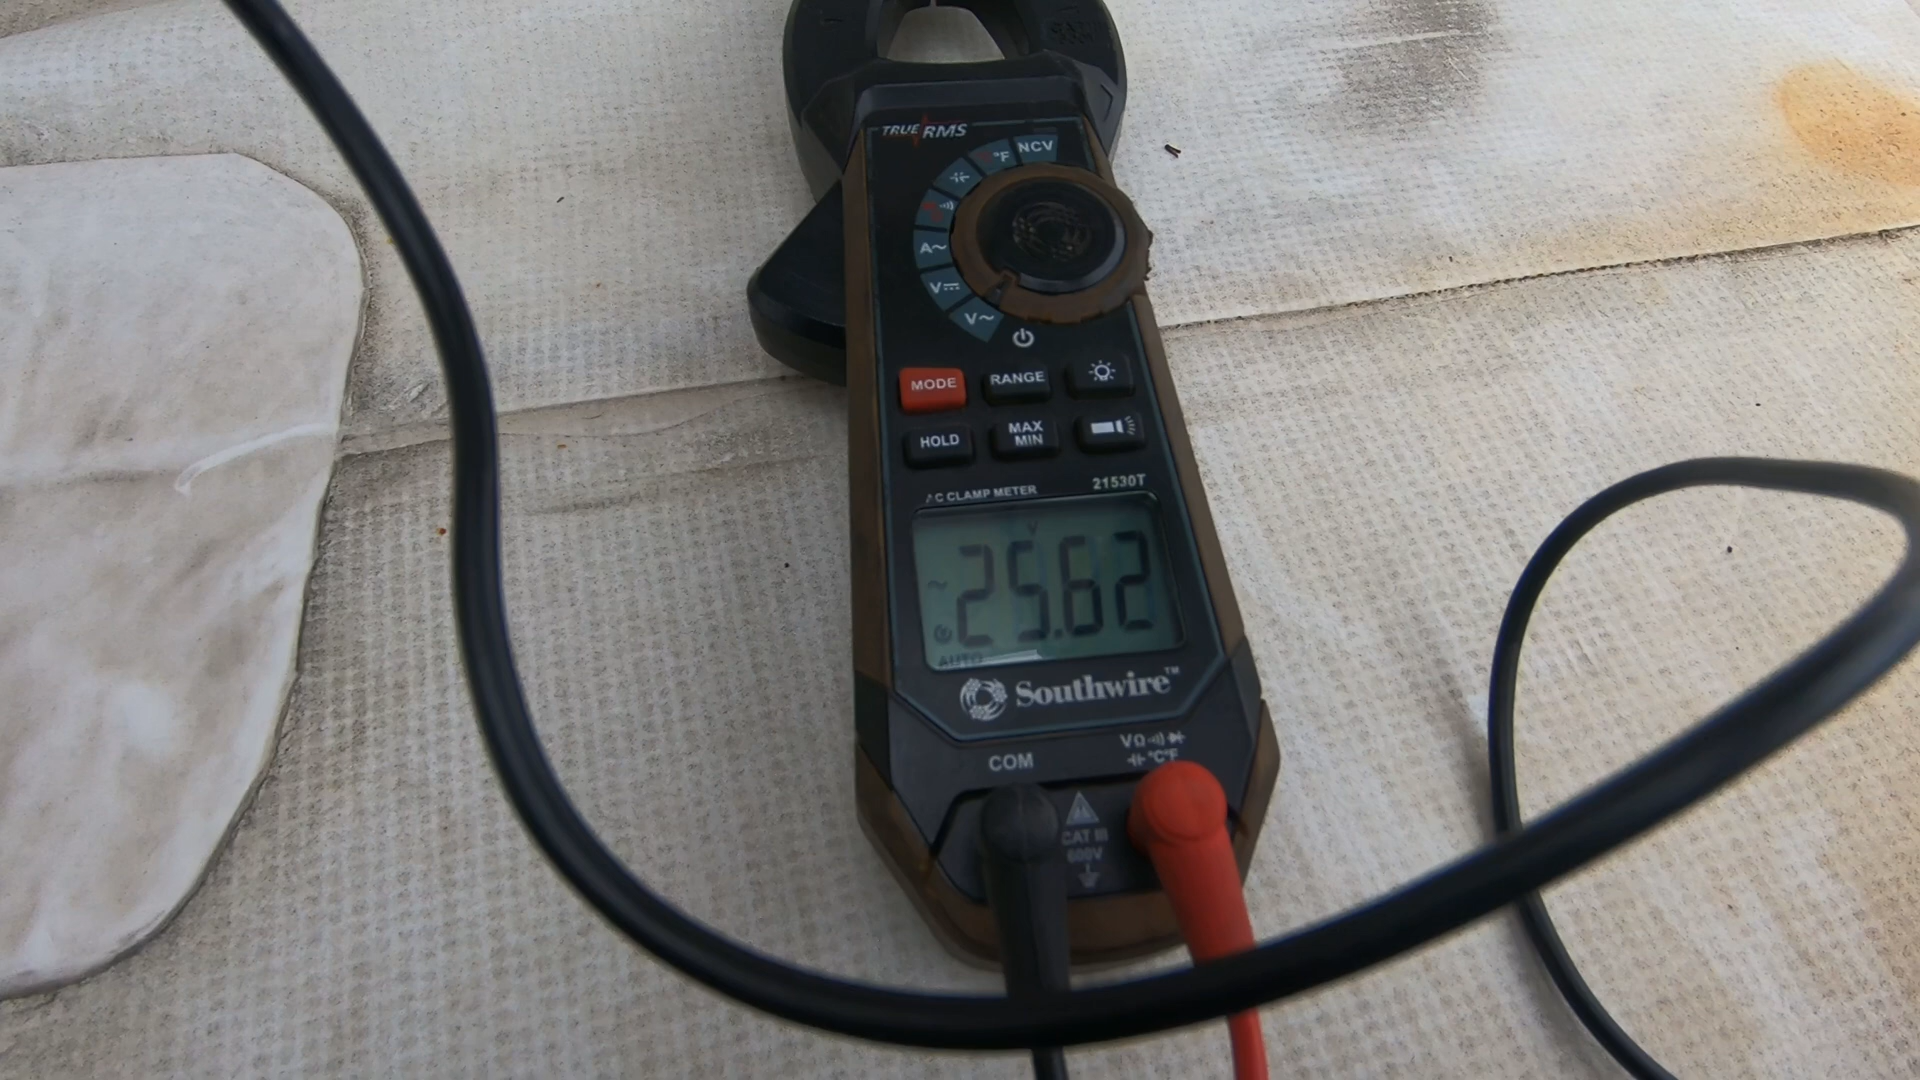 TRUE RMS
°F NCV
A~
V
V~
MODE RANGE
HOLD MAX MIN
AC CLAMP METER 21530T
V
~ 25.62
AUTO
Southwire™
COM VΩ
°C°F
CAT III
600V